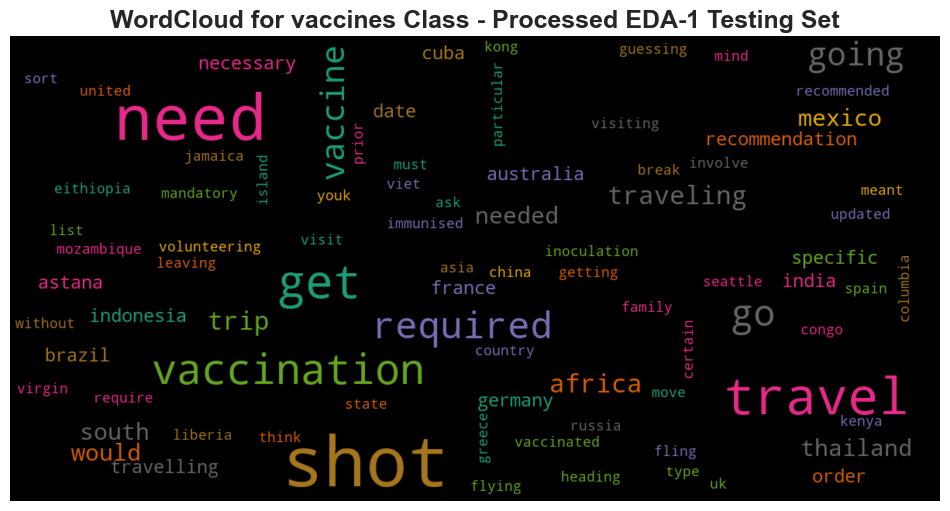 WordCloud for vaccines Class - Processed EDA-1 Testing Set
sort
united
necessary
need
vaccine
cuba
kong
guessing
mind
going
date
prior
particular
visiting
recommended
mexico
recommendation
jamaica
island
eithiopia
mandatory
youk
must
viet
ask
immunised
australia
needed
break
involve
traveling
meant
updated
list
mozambique
volunteering
leaving
visit
inoculation
specific
astana
get
asia
china
getting
france
seattle
india
spain
columbia
without
indonesia
trip
required
family
go
congo
brazil
vaccination
country
certain
virgin
require
state
africa
move
germany
travel
kenya
south
would
liberia
think
shot
greece
russia
vaccinated
fling
thailand
travelling
flying
heading
type
uk
order